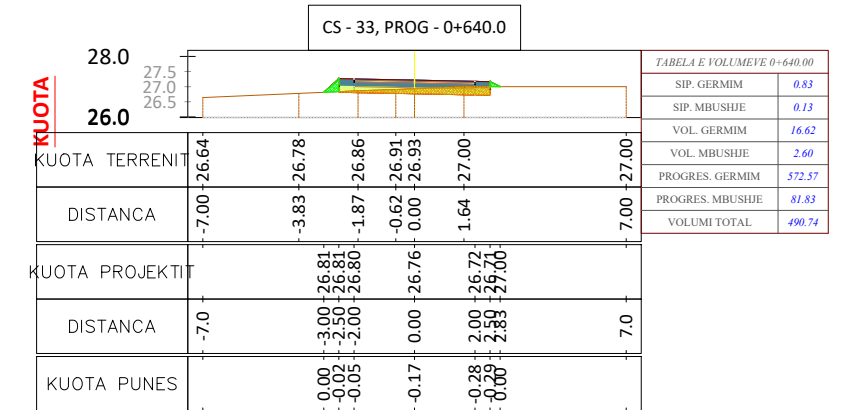 CS - 33, PROG - 0+640.0
28.0
27.5
27.0
26.5
26.0
KUOTA
TABELA E VOLUMEVE 0+640.00
SIP. GERMIM 0.83
SIP. MBUSHJE 0.13
VOL. GERMIM 16.62
VOL. MBUSHJE 2.60
PROGRES. GERMIM 572.57
PROGRES. MBUSHJE 81.83
VOLUMI TOTAL 490.74
KUOTA TERRENIT 26.64 26.78 26.86 26.91 26.93 27.00 27.00
DISTANCA -7.00 -3.83 -1.87 -0.62 0.00 1.64 7.00
KUOTA PROJEKTIT 26.81 26.81 26.80 26.76 26.72 26.71 27.00
DISTANCA -7.0 -3.00 -2.50 -2.00 0.00 2.00 2.50 2.83 7.0
KUOTA PUNES 0.00 -0.02 -0.05 -0.17 -0.28 -0.29 0.00